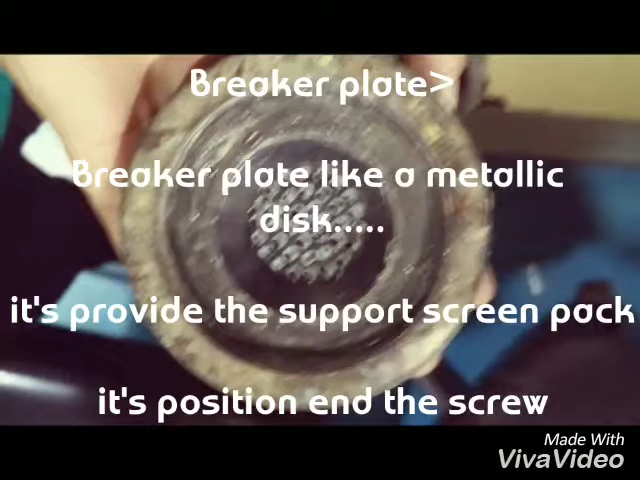 Breaker plate>
Breaker plate like a metallic
disk.....
it's provide the support screen pack
it's position end the screw
Made With
VivaVideo